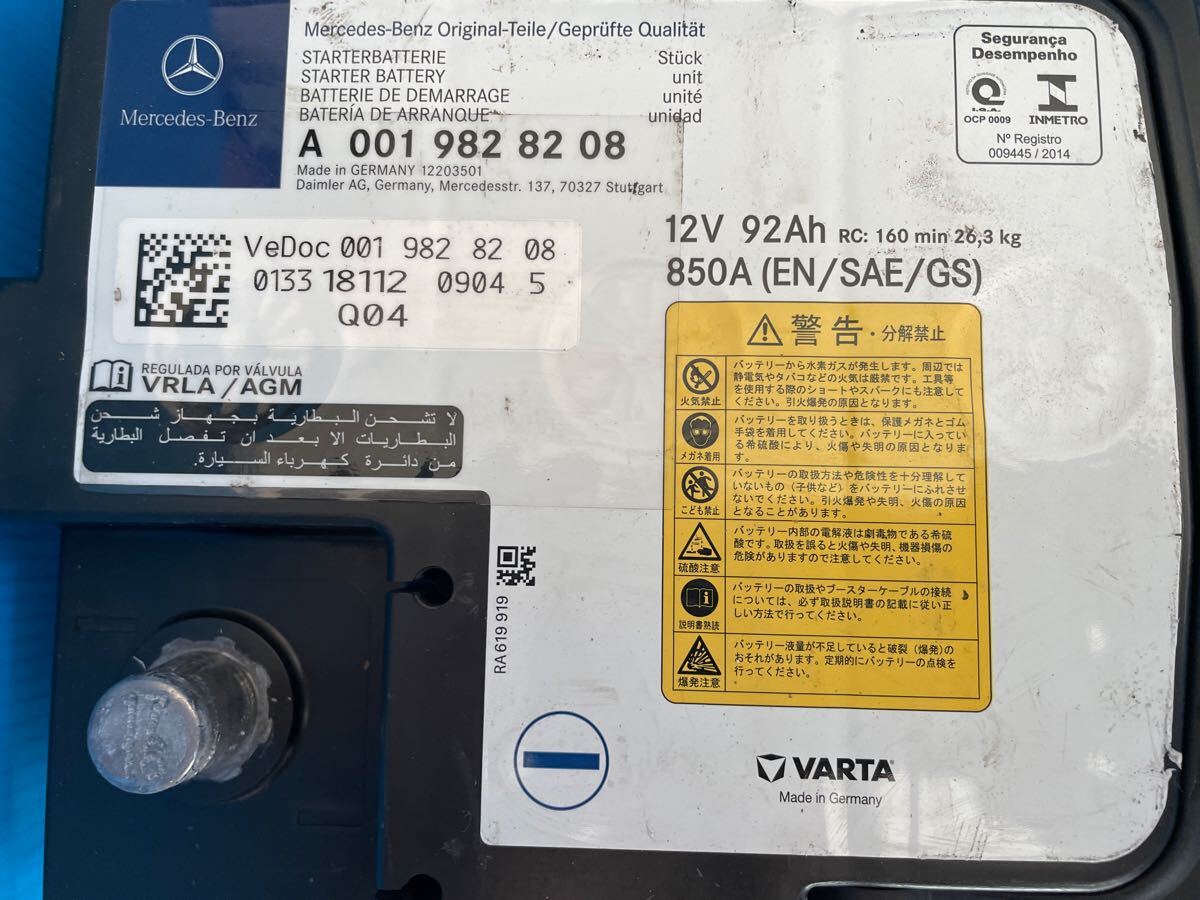 Mercedes-Benz
Mercedes-Benz Original-Teile/Geprüfte Qualität
STARTERBATTERIE Stück
STARTER BATTERY unit
BATTERIE DE DEMARRAGE unité
BATERÍA DE ARRANQUE unidad
A 001 982 82 08
Made in GERMANY 12203501
Daimler AG, Germany, Mercedesstr. 137, 70327 Stuttgart
Segurança
Desempenho
I.Q.A.
OCP 0009
INMETRO
Nº Registro
009445 / 2014
VeDoc 001 982 82 08
0133 18112 0904 5
Q04
12V 92Ah RC: 160 min 26,3 kg
850A (EN/SAE/GS)
REGULADA POR VÁLVULA
VRLA/AGM
لا تشحن البطارية بجهاز شحن
البطاريات الا بعد ان تفصل البطارية
من دائرة كهرباء السيارة.
警告・分解禁止
火気禁止
バッテリーから水素ガスが発生します。周辺では
静電気やタバコなどの火気は厳禁です。工具等
を使用する際のショートやスパークにも注意して
ください。引火爆発の原因となります。
メガネ着用
バッテリーを取り扱うときは、保護メガネとゴム
手袋を着用してください。バッテリーに入ってい
る希硫酸により、火傷や失明の原因となりま
す。
こども禁止
バッテリーの取扱方法や危険性を十分理解して
いないもの（子供など）をバッテリーにふれさせ
ないでください。引火爆発や失明、火傷の原因
となることがあります。
硫酸注意
バッテリー内部の電解液は劇毒物である希硫
酸です。取扱を誤ると火傷や失明、機器損傷の
危険がありますので注意してください。
説明書熟読
バッテリーの取扱やブースターケーブルの接続
については、必ず取扱説明書の記載に従い正
しい方法で行ってください。
爆発注意
バッテリー液量が不足していると破裂（爆発）の
おそれがあります。定期的にバッテリーの点検を
行ってください。
RA619 919
VARTA
Made in Germany